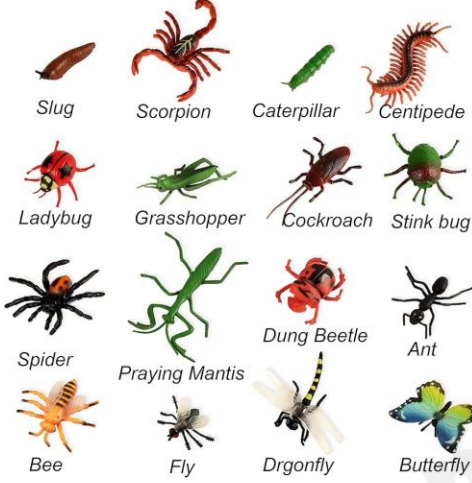 Slug
Scorpion
Caterpillar
Centipede
Ladybug
Grasshopper
Cockroach
Stink bug
Spider
Praying Mantis
Dung Beetle
Ant
Bee
Fly
Drgonfly
Butterfly